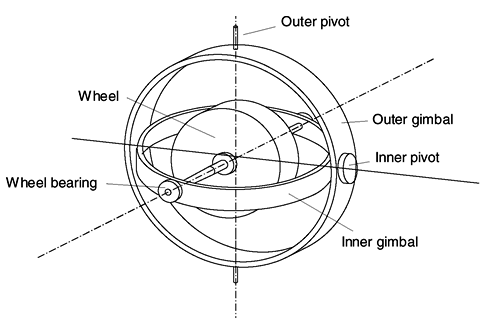 Outer pivot
Wheel
Outer gimbal
Inner pivot
Wheel bearing
Inner gimbal